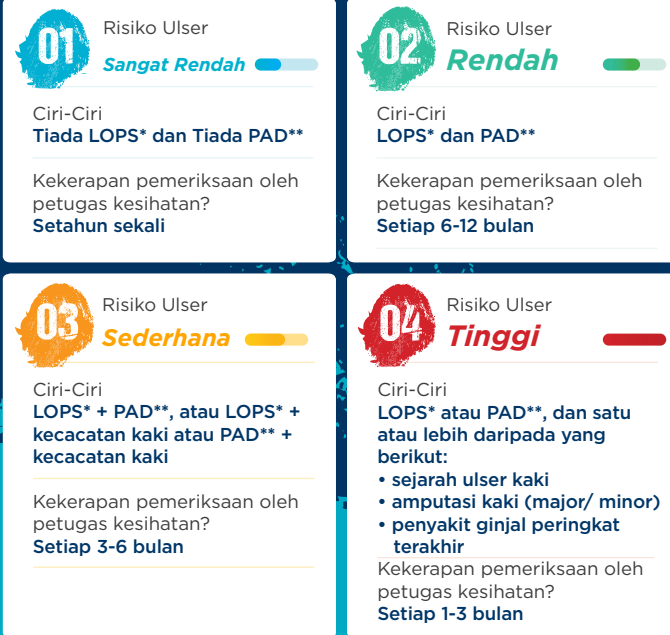 01
Risiko Ulser
Sangat Rendah
Ciri-Ciri
Tiada LOPS* dan Tiada PAD**
Kekerapan pemeriksaan oleh
petugas kesihatan?
Setahun sekali
02
Risiko Ulser
Rendah
Ciri-Ciri
LOPS* dan PAD**
Kekerapan pemeriksaan oleh
petugas kesihatan?
Setiap 6-12 bulan
03
Risiko Ulser
Sederhana
Ciri-Ciri
LOPS* + PAD**, atau LOPS* +
kecacatan kaki atau PAD** +
kecacatan kaki
Kekerapan pemeriksaan oleh
petugas kesihatan?
Setiap 3-6 bulan
04
Risiko Ulser
Tinggi
Ciri-Ciri
LOPS* atau PAD**, dan satu
atau lebih daripada yang
berikut:
• sejarah ulser kaki
• amputasi kaki (major/ minor)
• penyakit ginjal peringkat
terakhir
Kekerapan pemeriksaan oleh
petugas kesihatan?
Setiap 1-3 bulan